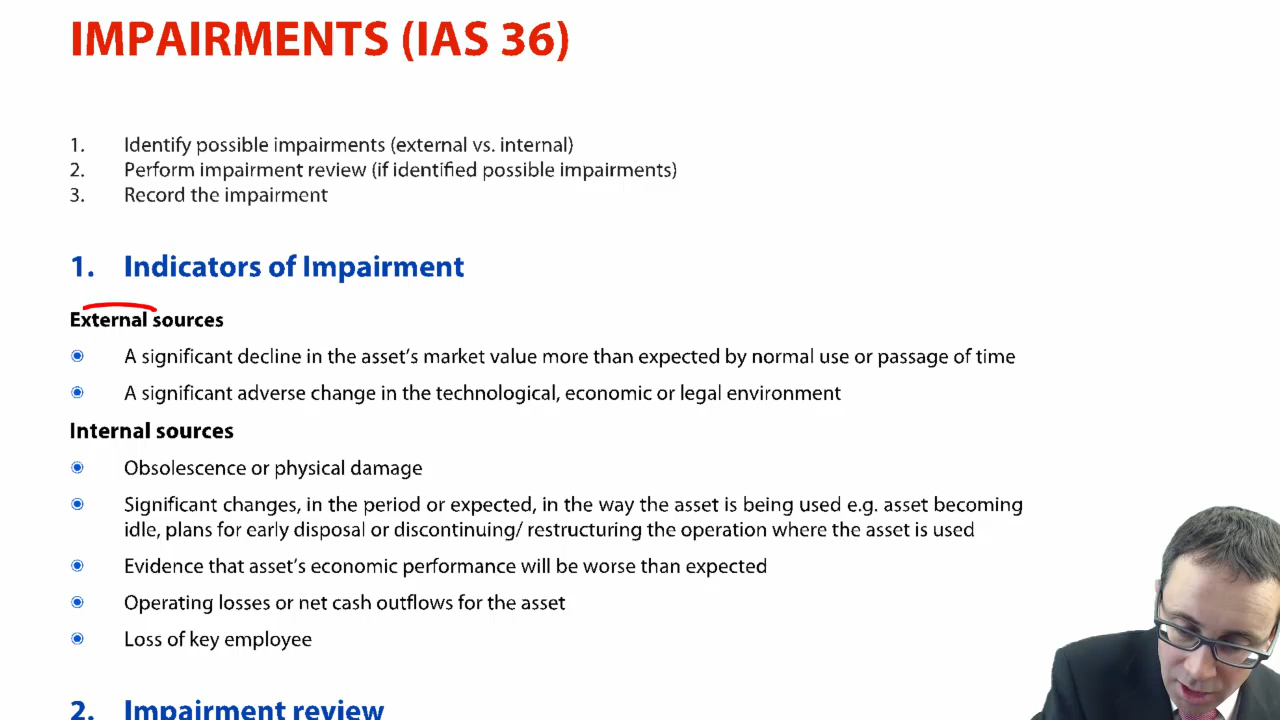 IMPAIRMENTS (IAS 36)
1. Identify possible impairments (external vs. internal)
2. Perform impairment review (if identified possible impairments)
3. Record the impairment
1. Indicators of Impairment
External sources
A significant decline in the asset's market value more than expected by normal use or passage of time
A significant adverse change in the technological, economic or legal environment
Internal sources
Obsolescence or physical damage
Significant changes, in the period or expected, in the way the asset is being used e.g. asset becoming
idle, plans for early disposal or discontinuing/ restructuring the operation where the asset is used
Evidence that asset's economic performance will be worse than expected
Operating losses or net cash outflows for the asset
Loss of key employee
2. Impairment review